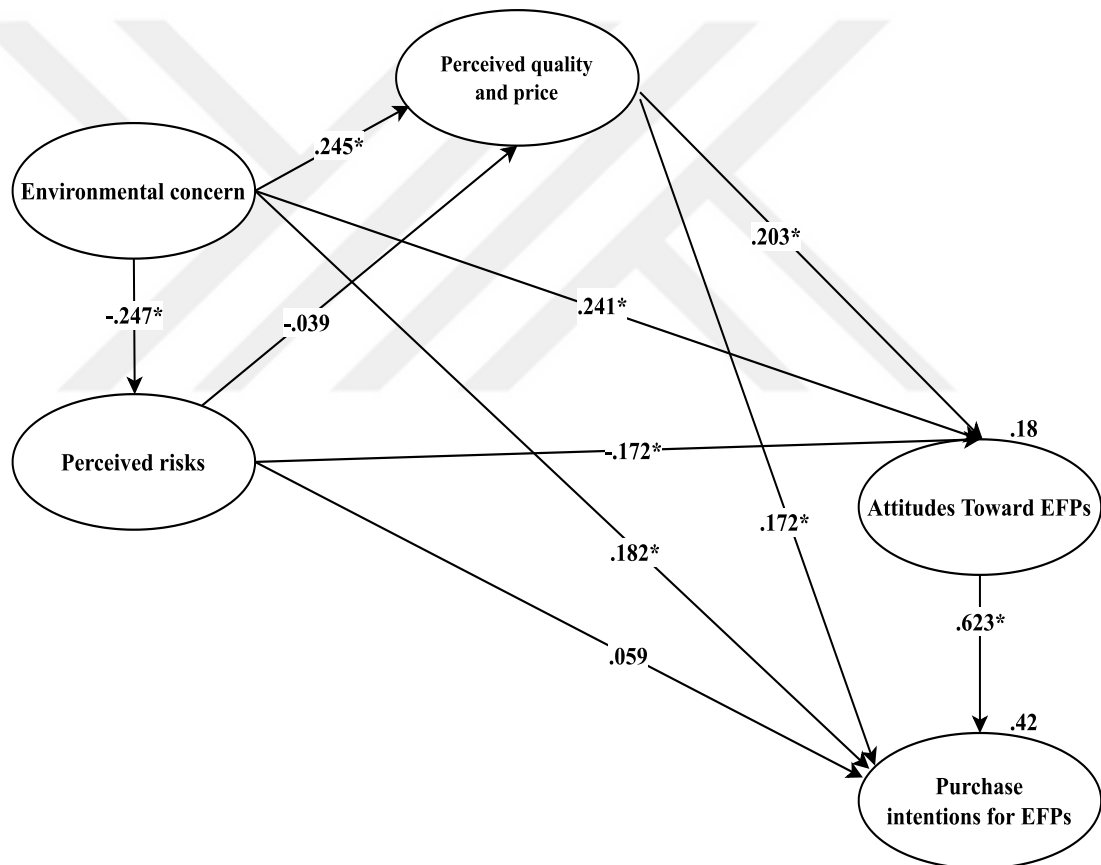 Perceived quality
and price
.245*
Environmental concern
.203*
-.247*
-.039
.241*
.18
Perceived risks
-.172*
Attitudes Toward EFPs
.172*
.182*
.623*
.059
.42
Purchase
intentions for EFPs